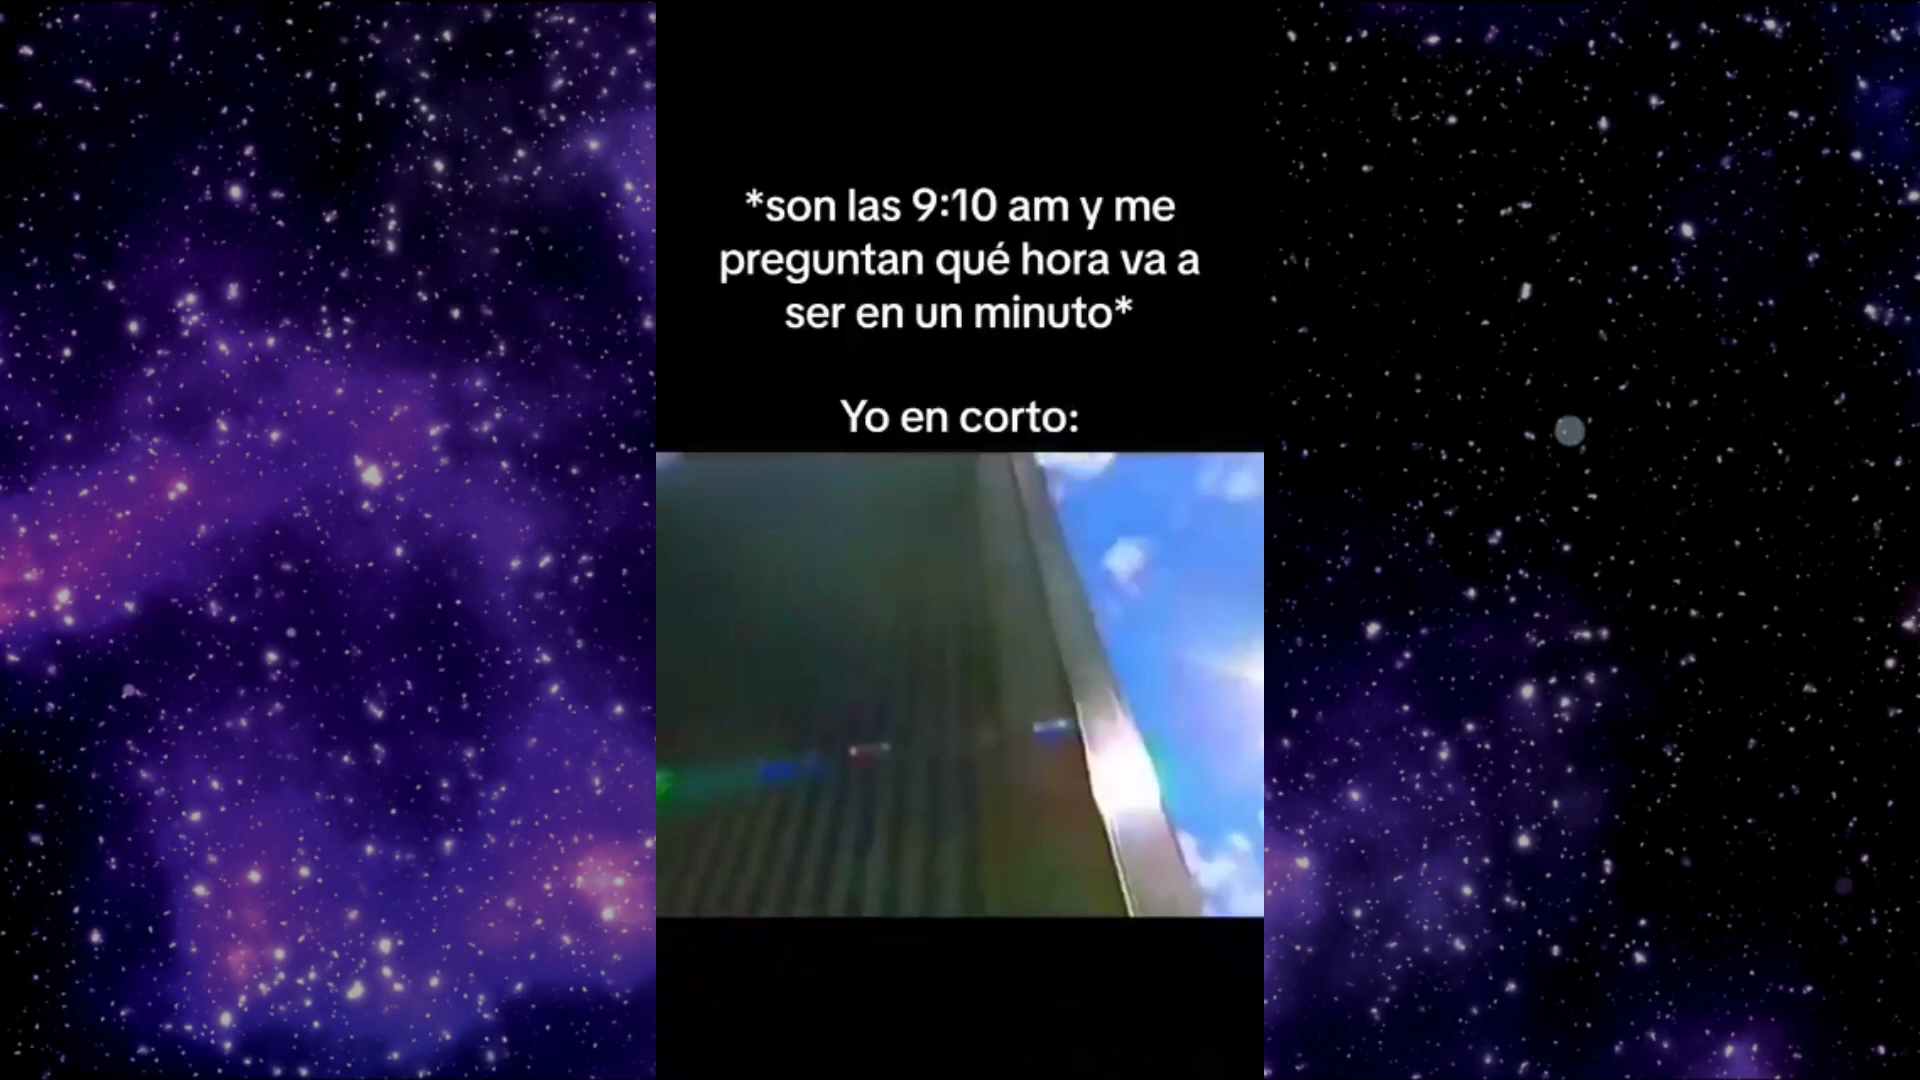 *son las 9:10 am y me
preguntan qué hora va a
ser en un minuto*
Yo en corto: